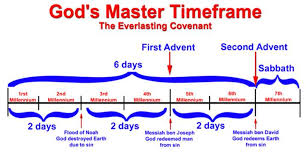 God's Master Timeframe
The Everlasting Covenant
First Advent
Second Advent
6 days
Sabbath
1rst Millennium
2nd Millennium
3rd Millennium
4th Millennium
5th Millennium
6th Millennium
7th Millennium
2 days
2 days
2 days
Flood of Noah
God destroyed Earth
due to sin
Messiah ben Joseph
God redeemed man
from sin
Messiah ben David
God redeems Earth
from sin